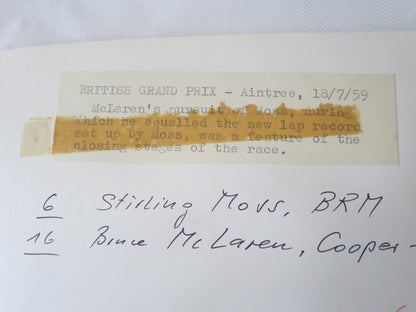 BRITISH GRAND PRIX - Aintree, 18/7/59
McLaren's pursuit of Moss, during
which he equalled the new lap record
set up by Moss, was a feature of the
closing stages of the race.
6 Stirling Moss, BRM
16 Bruce McLaren, Cooper-